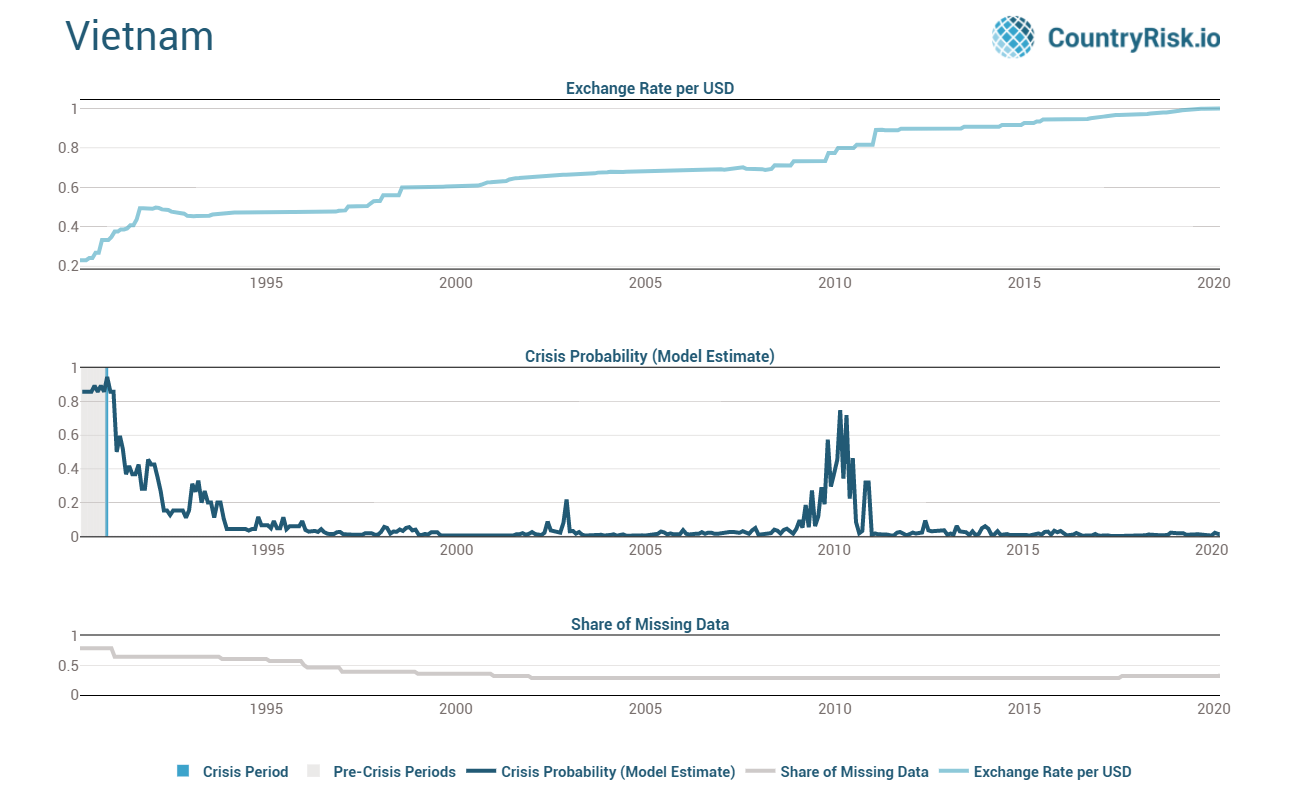 Vietnam
CountryRisk.io
Exchange Rate per USD
1
0.8
0.6
0.4
0.2
1995 2000 2005 2010 2015 2020
Crisis Probability (Model Estimate)
1
0.8
0.6
0.4
0.2
0
1995 2000 2005 2010 2015 2020
Share of Missing Data
1
0.5
0
1995 2000 2005 2010 2015 2020
Crisis Period Pre-Crisis Periods Crisis Probability (Model Estimate) Share of Missing Data Exchange Rate per USD